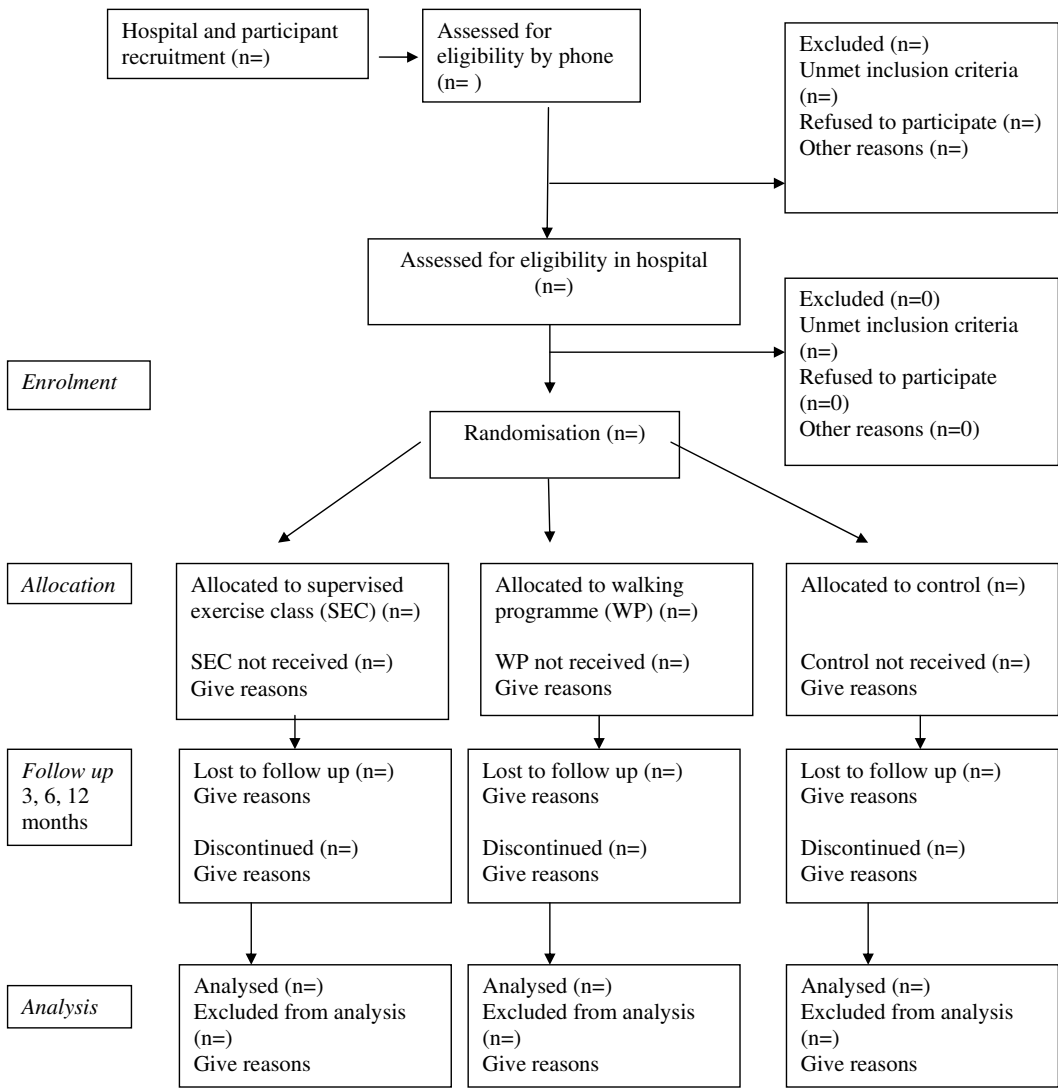 Hospital and participant
recruitment (n=)
Assessed for
eligibility by phone
(n= )
Excluded (n=)
Unmet inclusion criteria
(n=)
Refused to participate (n=)
Other reasons (n=)
Assessed for eligibility in hospital
(n=)
Excluded (n=0)
Unmet inclusion criteria
(n=)
Refused to participate
(n=0)
Other reasons (n=0)
Enrolment
Randomisation (n=)
Allocation
Allocated to supervised
exercise class (SEC) (n=)
SEC not received (n=)
Give reasons
Allocated to walking
programme (WP) (n=)
WP not received (n=)
Give reasons
Allocated to control (n=)
Control not received (n=)
Give reasons
Follow up
3, 6, 12
months
Lost to follow up (n=)
Give reasons
Discontinued (n=)
Give reasons
Lost to follow up (n=)
Give reasons
Discontinued (n=)
Give reasons
Lost to follow up (n=)
Give reasons
Discontinued (n=)
Give reasons
Analysis
Analysed (n=)
Excluded from analysis
(n=)
Give reasons
Analysed (n=)
Excluded from analysis
(n=)
Give reasons
Analysed (n=)
Excluded from analysis
(n=)
Give reasons